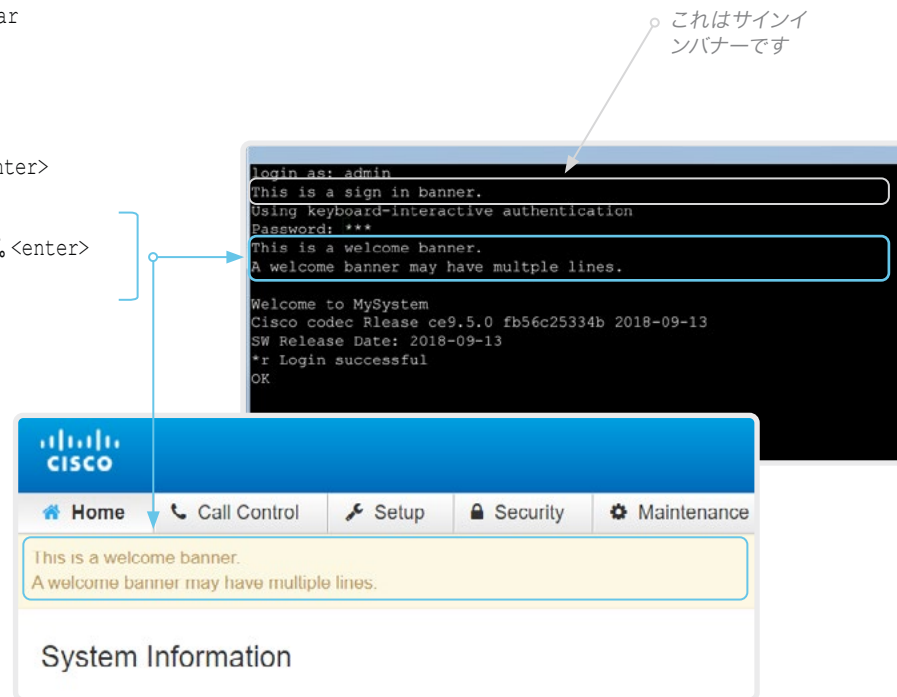 ar
これはサインイ
ンバナーです
nter>
<enter>
login as: admin
This is a sign in banner.
Using keyboard-interactive authentication
Password: ***
This is a welcome banner.
A welcome banner may have multple lines.
Welcome to MySystem
Cisco codec Rlease ce9.5.0 fb56c25334b 2018-09-13
SW Release Date: 2018-09-13
*r Login successful
OK
CISCO
Home Call Control Setup Security Maintenance
This is a welcome banner.
A welcome banner may have multiple lines.
System Information